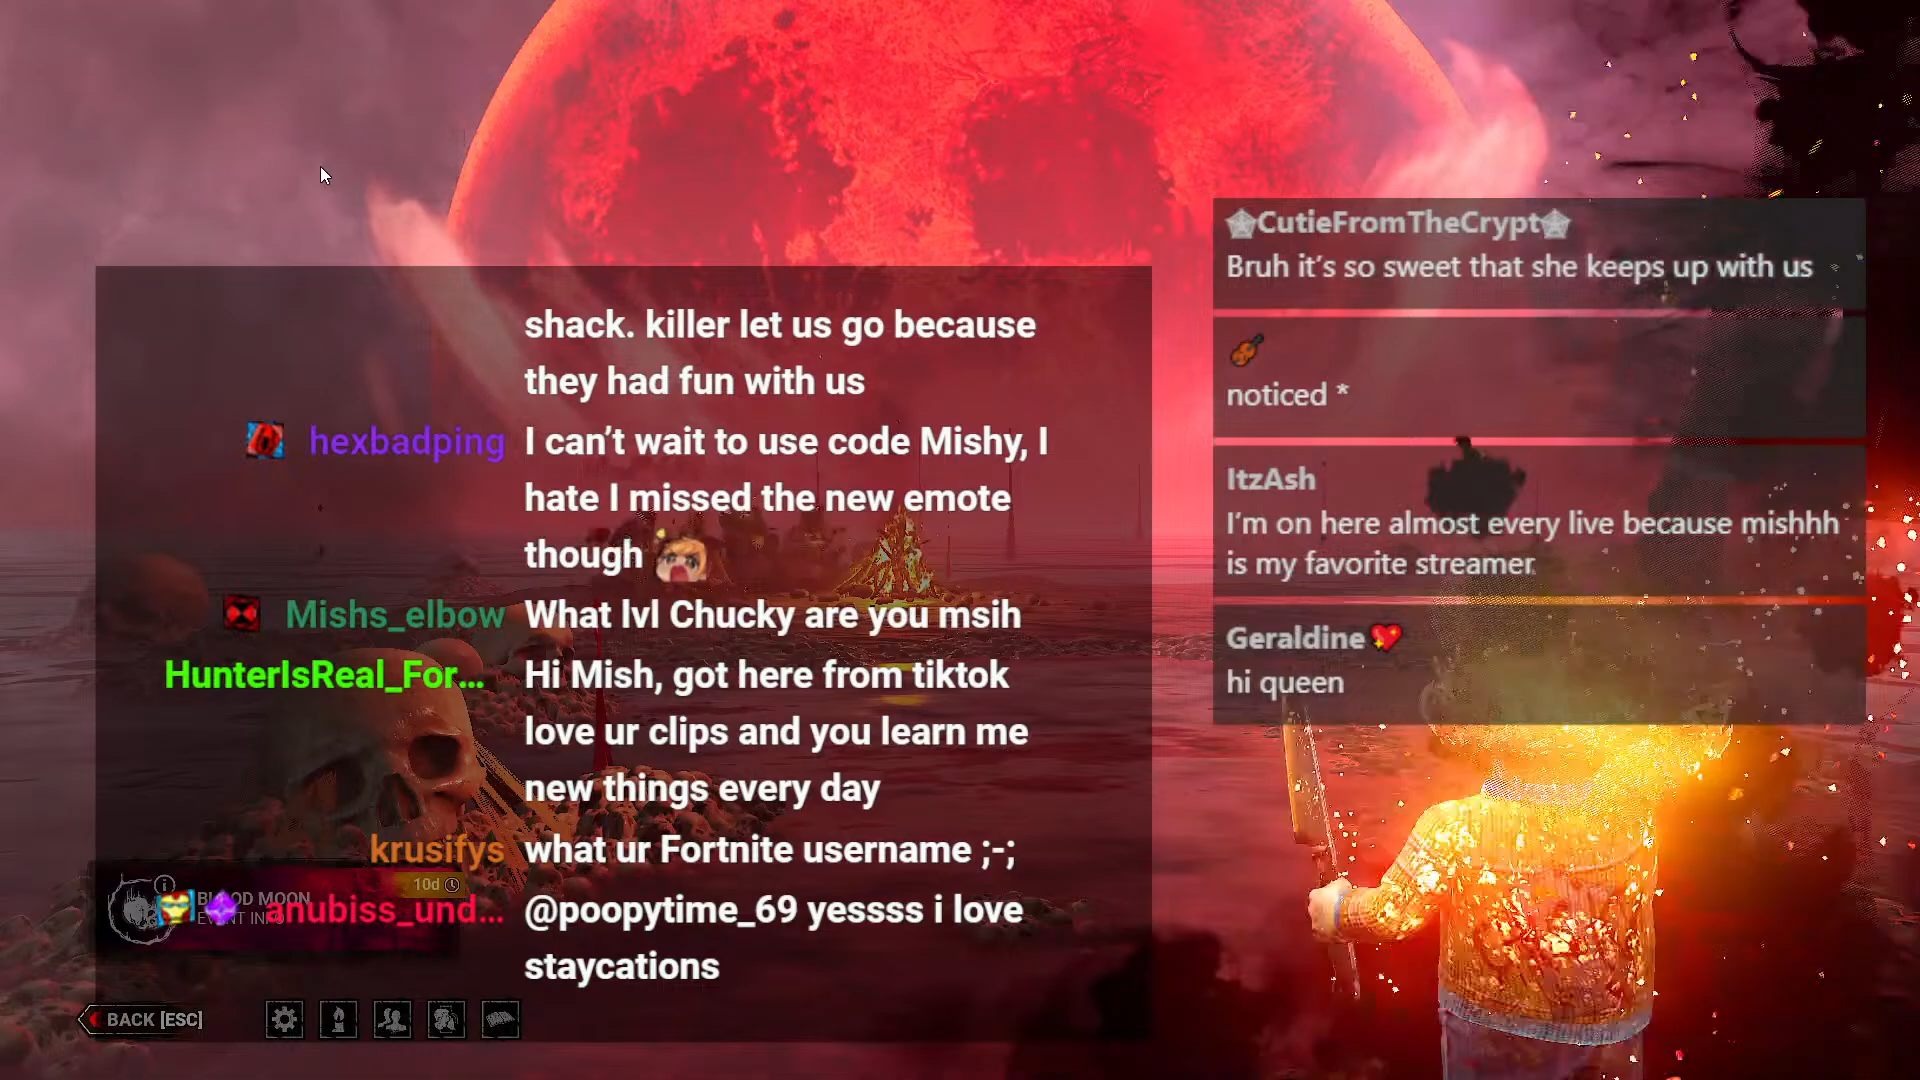 shack. killer let us go because
they had fun with us
hexbadping I can't wait to use code Mishy, I
hate I missed the new emote
though
Mishs_elbow What lvl Chucky are you msih
HunterIsReal_For... Hi Mish, got here from tiktok
love ur clips and you learn me
new things every day
krusifys what ur Fortnite username ;-;
anubiss_und... @poopytime_69 yessss i love
staycations
10d
BLOOD MOON
EVENT INFO
BACK [ESC]
CutieFromTheCrypt
Bruh it's so sweet that she keeps up with us
noticed *
ItzAsh
I'm on here almost every live because mishhh
is my favorite streamer
Geraldine
hi queen